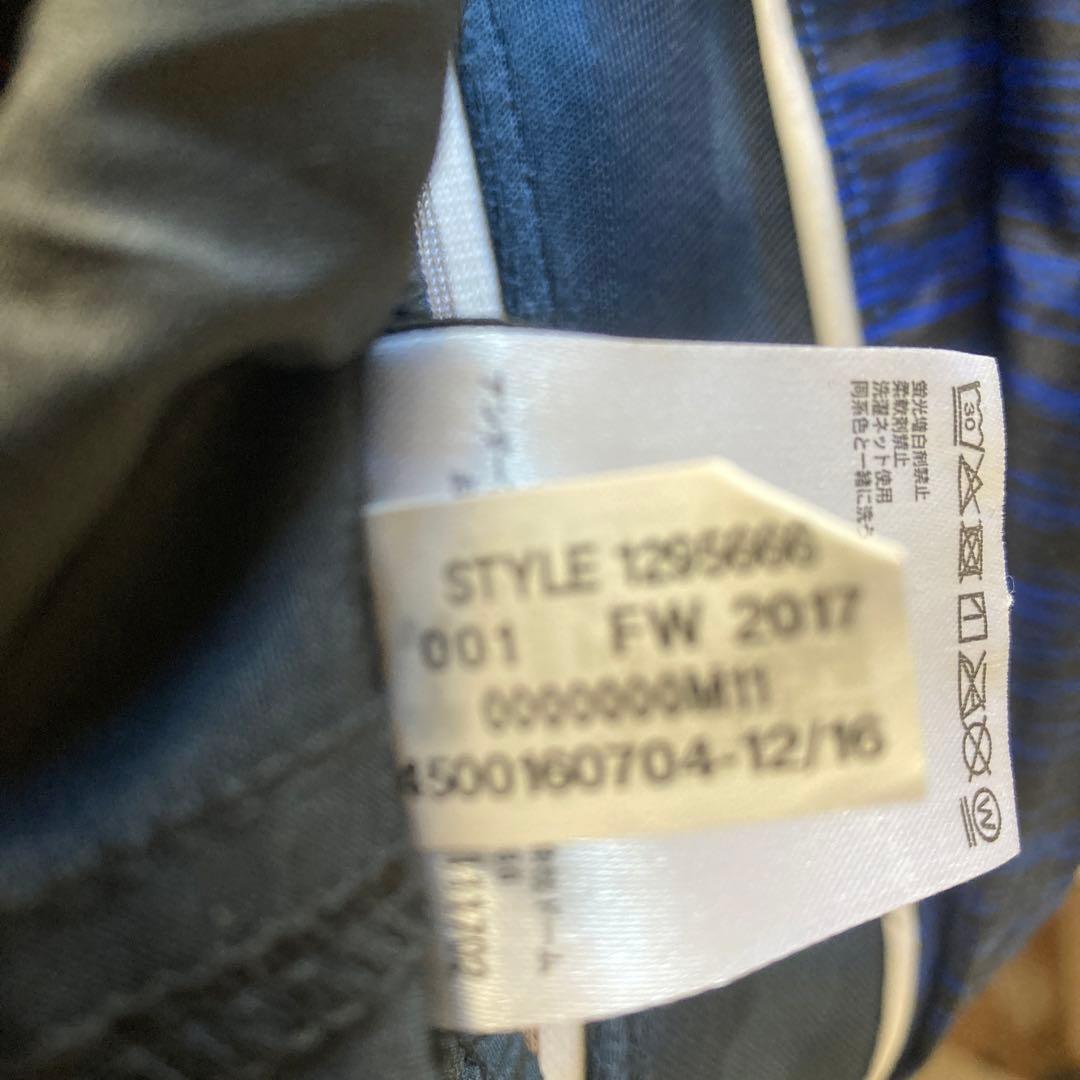 STYLE 1295666
001 FW 2017
0000000M11
4500160704-12/16
蛍光増白剤禁止
柔軟剤禁止
洗濯ネット使用
同系色と一緒に洗う
30
W